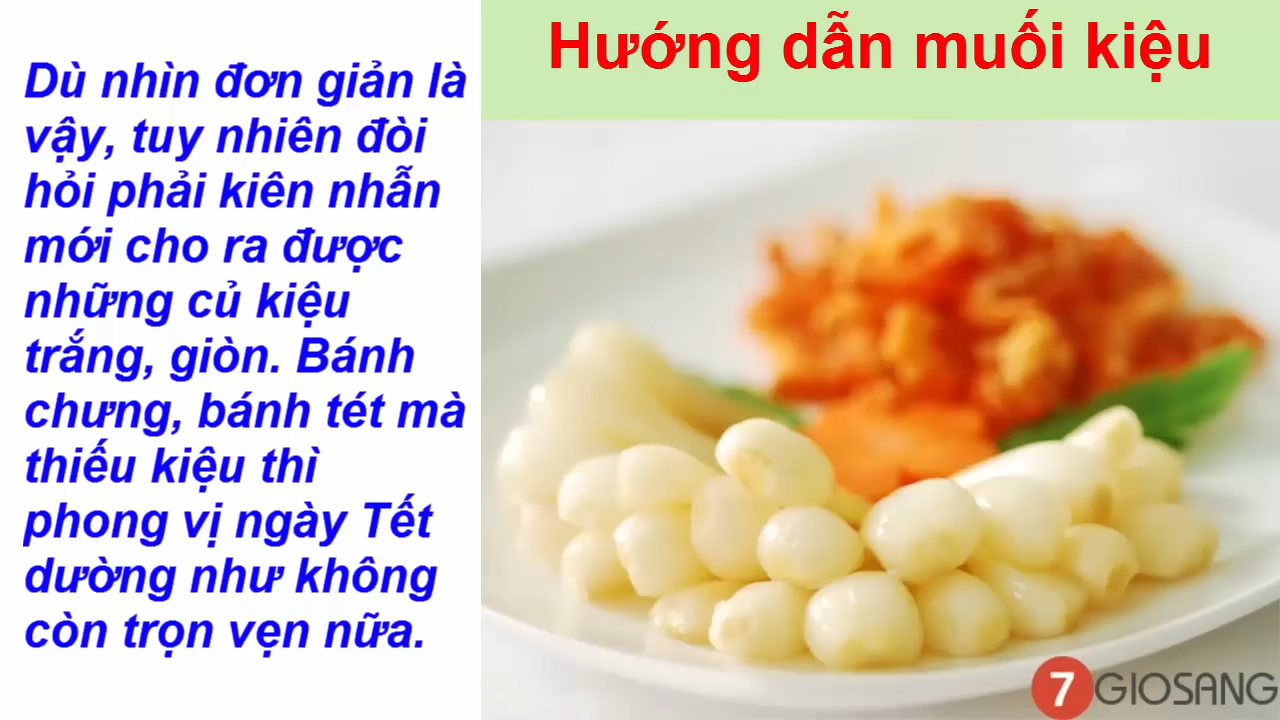 Hướng dẫn muối kiệu
Dù nhìn đơn giản là
vậy, tuy nhiên đòi
hỏi phải kiên nhẫn
mới cho ra được
những củ kiệu
trắng, giòn. Bánh
chưng, bánh tét mà
thiếu kiệu thì
phong vị ngày Tết
dường như không
còn trọn vẹn nữa.
7 GIOSANG